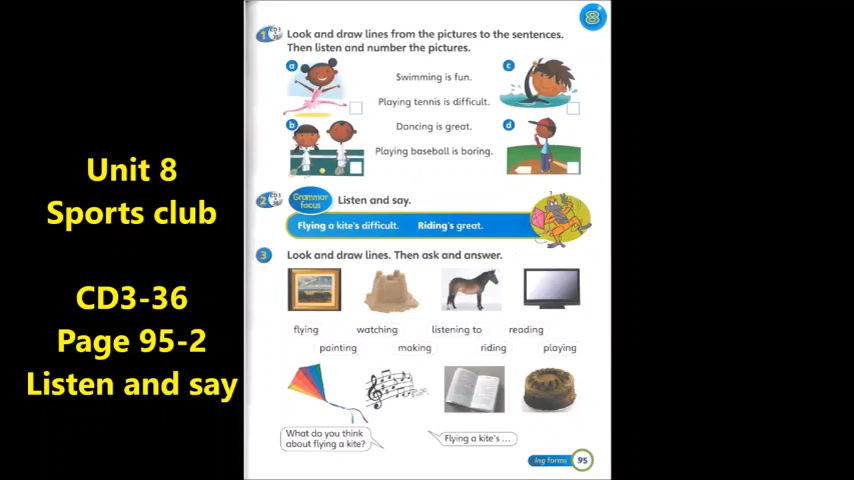 Unit 8
Sports club
CD3-36
Page 95-2
Listen and say
8
1 Look and draw lines from the pictures to the sentences.
Then listen and number the pictures.
a
c
Swimming is fun.
Playing tennis is difficult.
b
d
Dancing is great.
Playing baseball is boring.
2 Grammar focus Listen and say.
Flying a kite's difficult. Riding's great.
3 Look and draw lines. Then ask and answer.
flying watching listening to reading
painting making riding playing
What do you think
about flying a kite?
Flying a kite's ...
ing forms 95